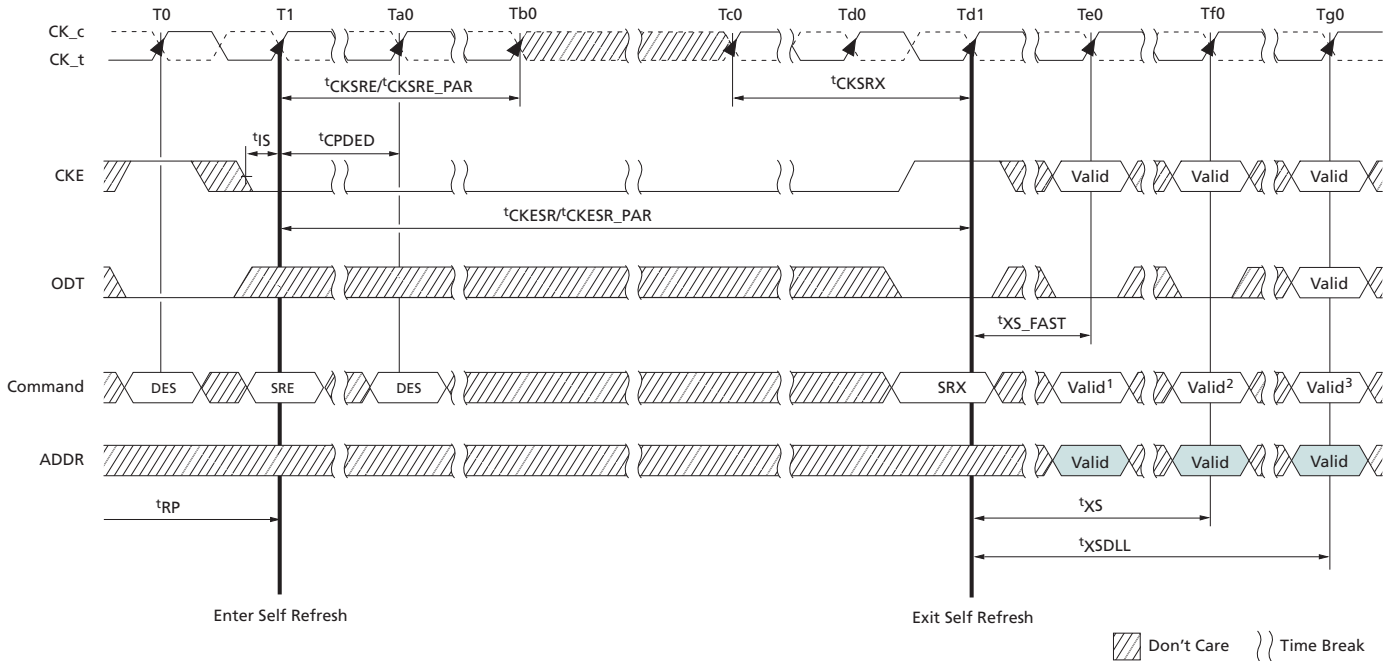 T0 T1 Ta0 Tb0 Tc0 Td0 Td1 Te0 Tf0 Tg0
CK_c
CK_t
tCKSRE/tCKSRE_PAR tCKSRX
tIS tCPDED
CKE Valid Valid Valid
tCKESR/tCKESR_PAR
ODT Valid
tXS_FAST
Command DES SRE DES SRX Valid1 Valid2 Valid3
ADDR Valid Valid Valid
tRP tXS
tXSDLL
Enter Self Refresh Exit Self Refresh
Don't Care Time Break